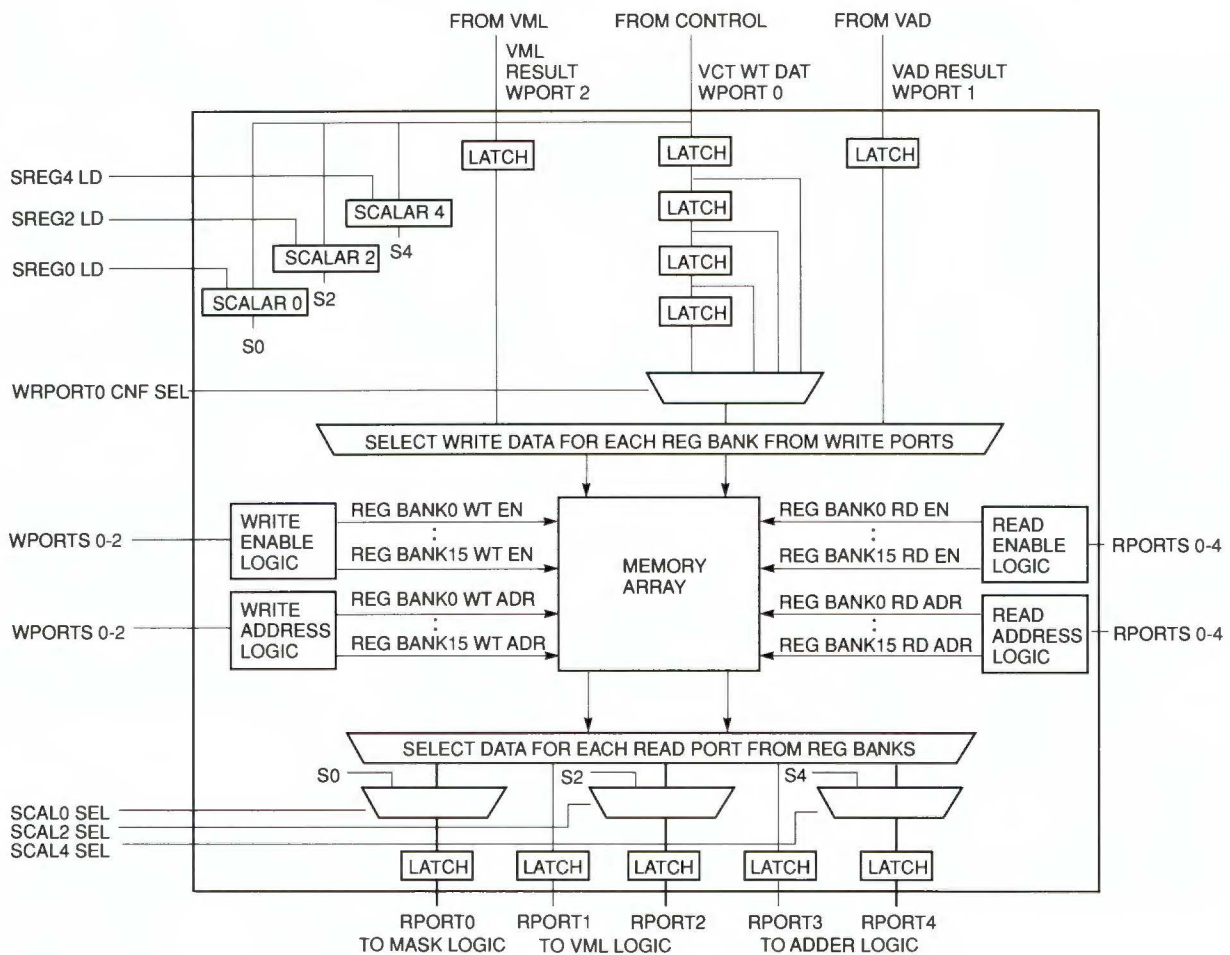 FROM VML
FROM CONTROL
FROM VAD
VML
RESULT
WPORT 2
VCT WT DAT
WPORT 0
VAD RESULT
WPORT 1
LATCH
LATCH
LATCH
SREG4 LD
SCALAR 4
LATCH
SREG2 LD
S4
SCALAR 2
LATCH
SREG0 LD
S2
SCALAR 0
LATCH
S0
WRPORT0 CNF SEL
SELECT WRITE DATA FOR EACH REG BANK FROM WRITE PORTS
WPORTS 0-2
WRITE
ENABLE
LOGIC
REG BANK0 WT EN
REG BANK15 WT EN
MEMORY
ARRAY
REG BANK0 RD EN
REG BANK15 RD EN
READ
ENABLE
LOGIC
RPORTS 0-4
WPORTS 0-2
WRITE
ADDRESS
LOGIC
REG BANK0 WT ADR
REG BANK15 WT ADR
REG BANK0 RD ADR
REG BANK15 RD ADR
READ
ADDRESS
LOGIC
RPORTS 0-4
SELECT DATA FOR EACH READ PORT FROM REG BANKS
S0
S2
S4
SCAL0 SEL
SCAL2 SEL
SCAL4 SEL
LATCH
LATCH
LATCH
LATCH
LATCH
RPORT0
RPORT1
RPORT2
RPORT3
RPORT4
TO MASK LOGIC
TO VML LOGIC
TO ADDER LOGIC